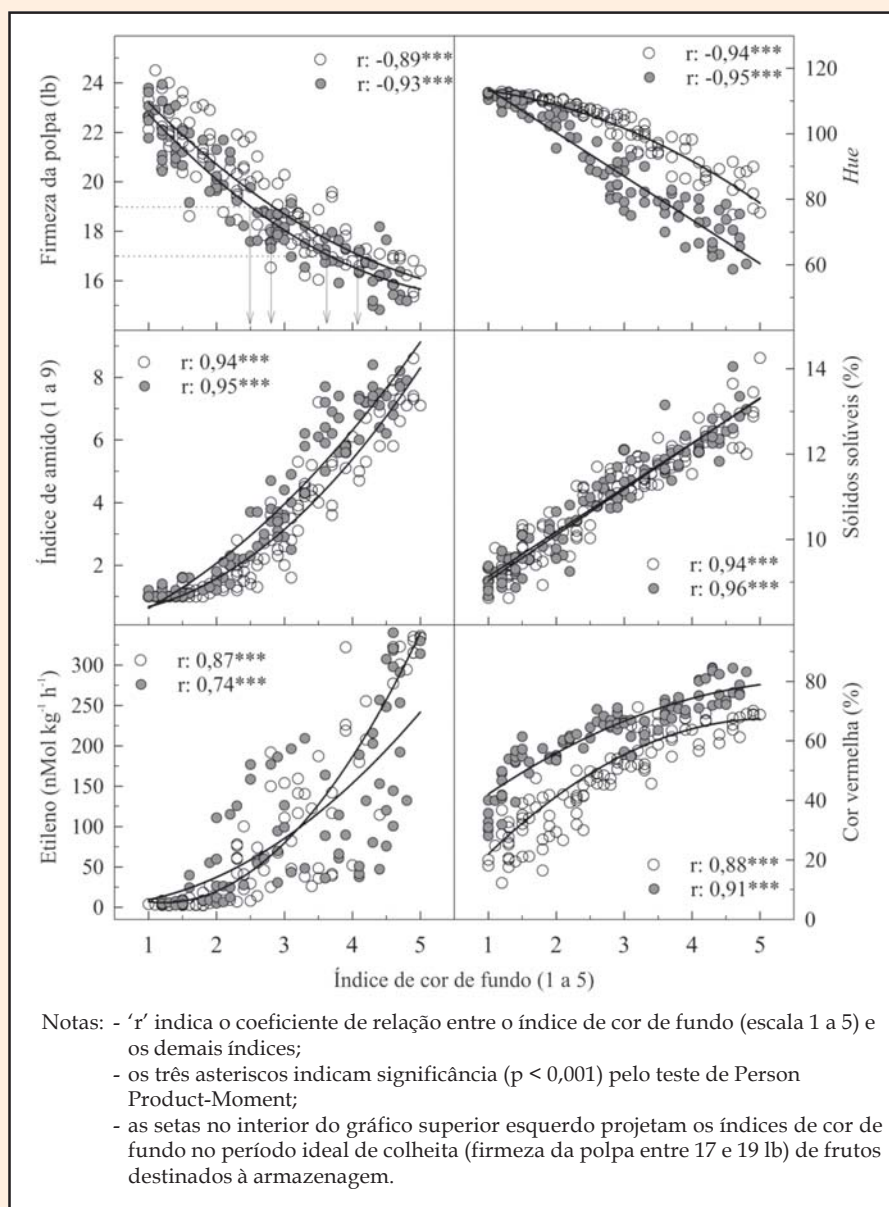 r: -0,89***
r: -0,93***
Firmeza da polpa (lb)
24
22
20
18
16
r: -0,94***
r: -0,95***
120
100
80
60
Hue
r: 0,94***
r: 0,95***
Índice de amido (1 a 9)
8
6
4
2
r: 0,94***
r: 0,96***
14
12
10
Sólidos solúveis (%)
r: 0,87***
r: 0,74***
Etileno (nMol kg-1 h-1)
300
250
200
150
100
50
0
r: 0,88***
r: 0,91***
80
60
40
20
0
Cor vermelha (%)
1 2 3 4 5 1 2 3 4 5
Índice de cor de fundo (1 a 5)
Notas: - ‘r’ indica o coeficiente de relação entre o índice de cor de fundo (escala 1 a 5) e
os demais índices;
- os três asteriscos indicam significância (p < 0,001) pelo teste de Person
Product-Moment;
- as setas no interior do gráfico superior esquerdo projetam os índices de cor de
fundo no período ideal de colheita (firmeza da polpa entre 17 e 19 lb) de frutos
destinados à armazenagem.